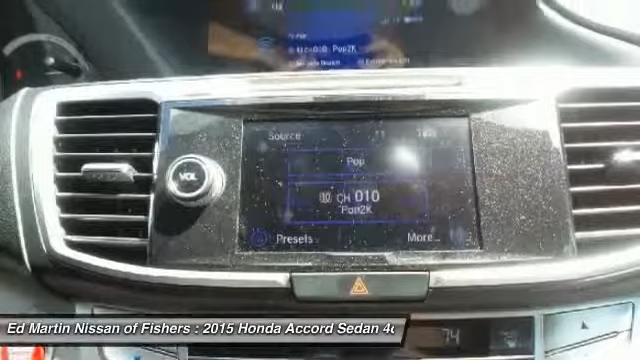 Pop2K
Source
Pop
VOL
CH 010
Pop2K
Presets
More...
Ed Martin Nissan of Fishers : 2015 Honda Accord Sedan 4d
74